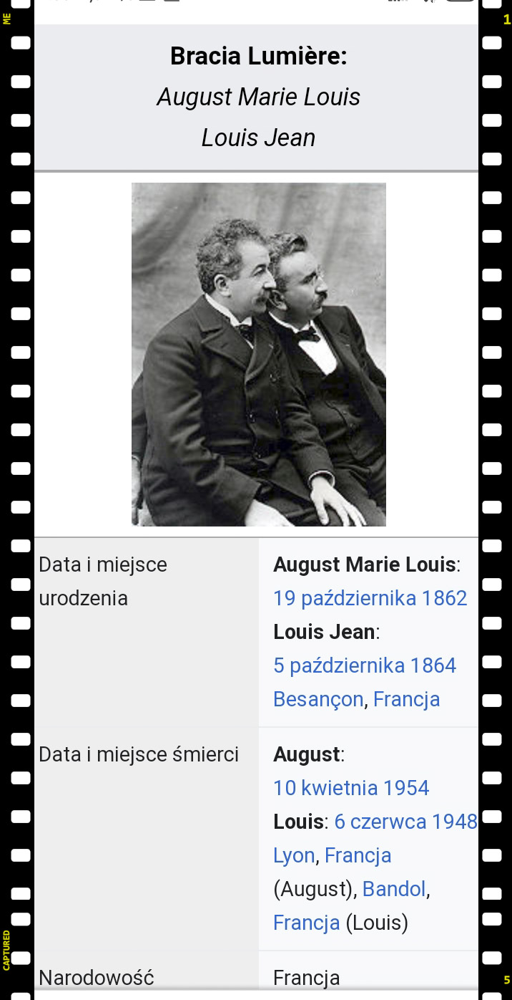 ME
1
Bracia Lumière:
August Marie Louis
Louis Jean
Data i miejsce
urodzenia
August Marie Louis:
19 października 1862
Louis Jean:
5 października 1864
Besançon, Francja
Data i miejsce śmierci
August:
10 kwietnia 1954
Louis: 6 czerwca 1948
Lyon, Francja
(August), Bandol,
Francja (Louis)
Narodowość
Francja
CAPTURED
5